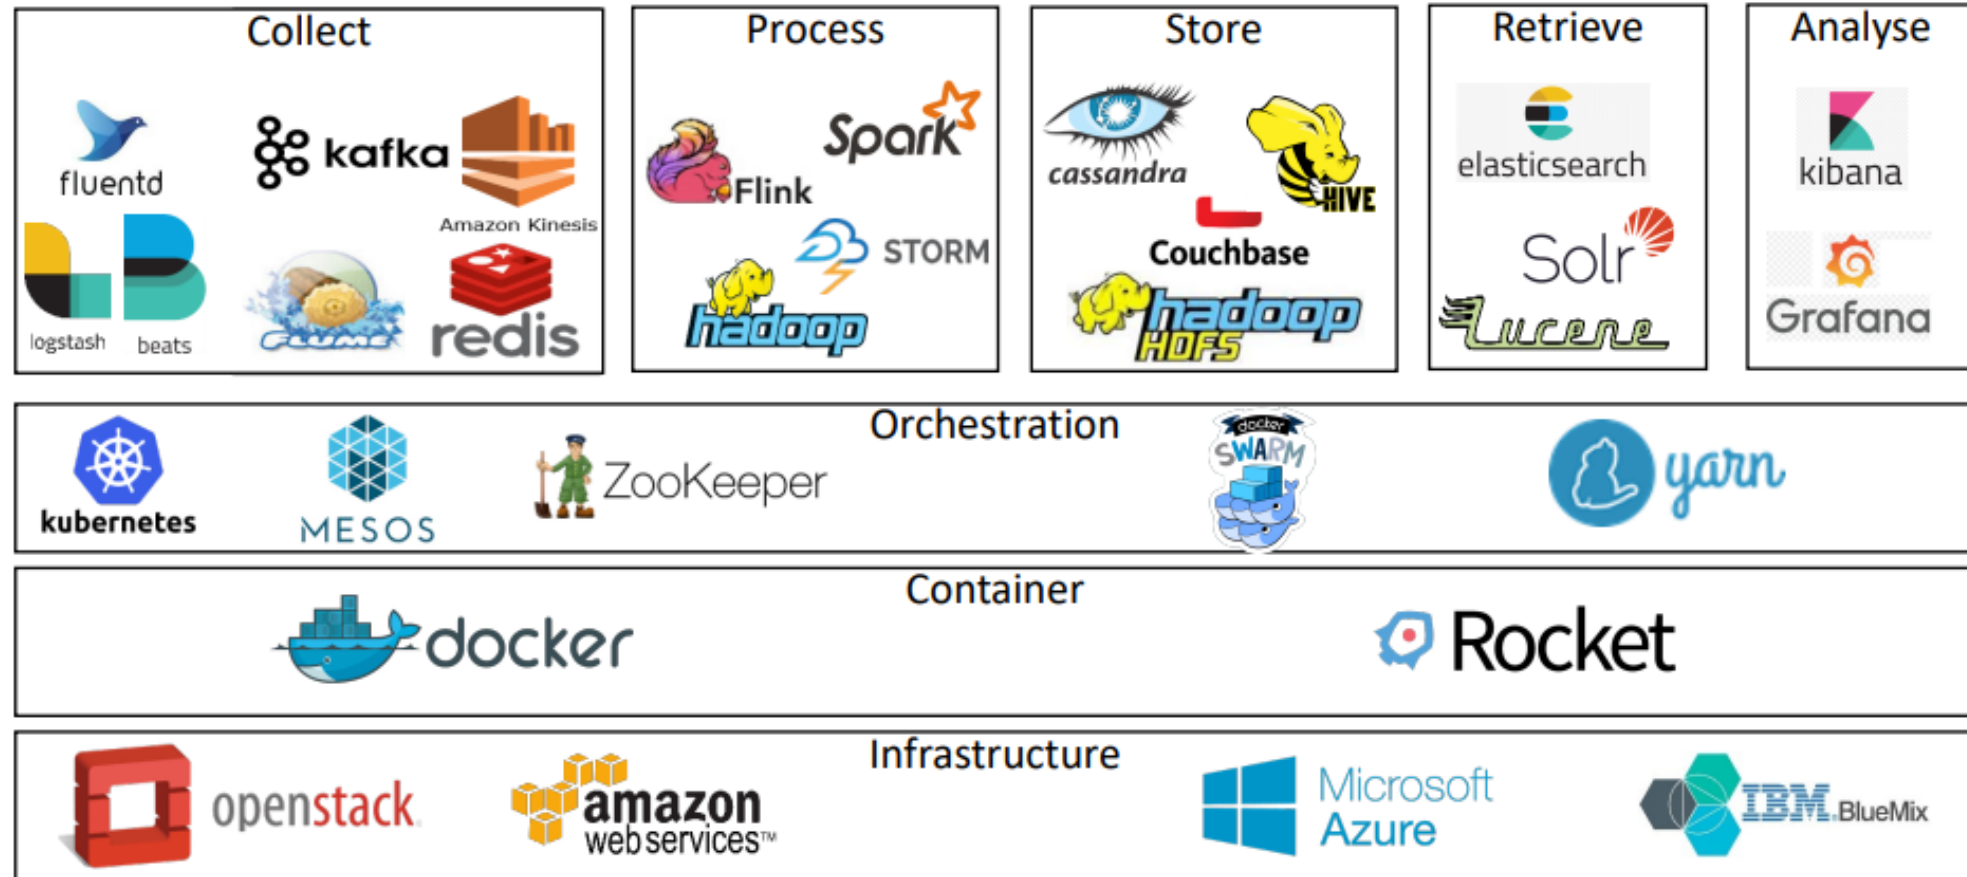 Collect
fluentd
kafka
Amazon Kinesis
logstash
beats
FLUME
redis
Process
Spark
Flink
STORM
hadoop
Store
cassandra
HIVE
Couchbase
hadoop
HDFS
Retrieve
elasticsearch
Solr
Lucene
Analyse
kibana
Grafana
Orchestration
kubernetes
MESOS
ZooKeeper
docker
SWARM
yarn
Container
docker
Rocket
Infrastructure
openstack
amazon
web services™
Microsoft
Azure
IBM BlueMix